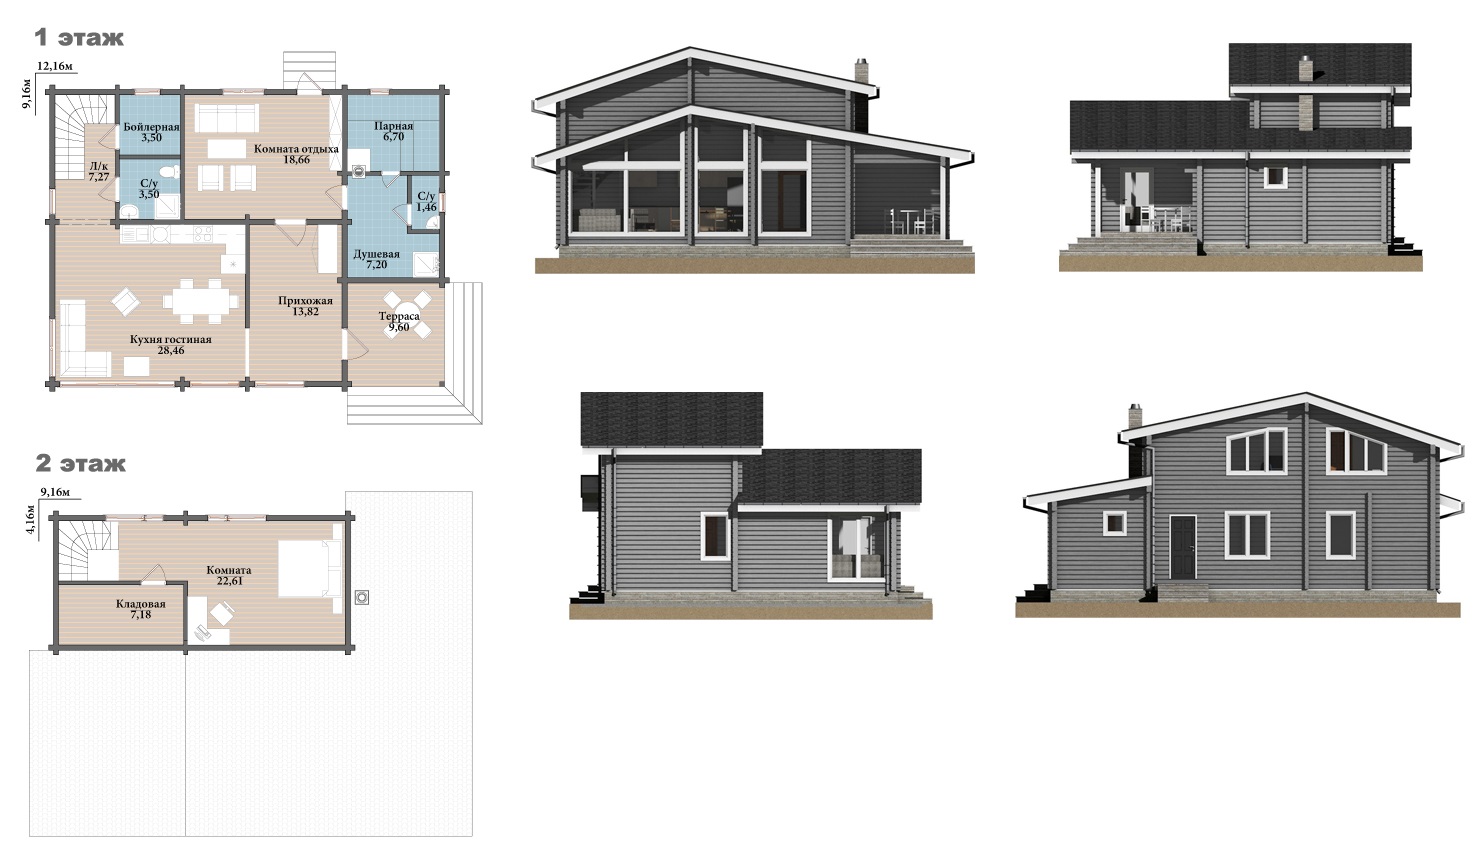 1 этаж
12,16м
9,16м
Бойлерная
3,50
Парная
6,70
Комната отдыха
18,66
Л/к
7,27
С/у
3,50
С/у
1,46
Душевая
7,20
Прихожая
13,82
Терраса
9,60
Кухня гостиная
28,46
2 этаж
9,16м
4,16м
Комната
22,61
Кладовая
7,18